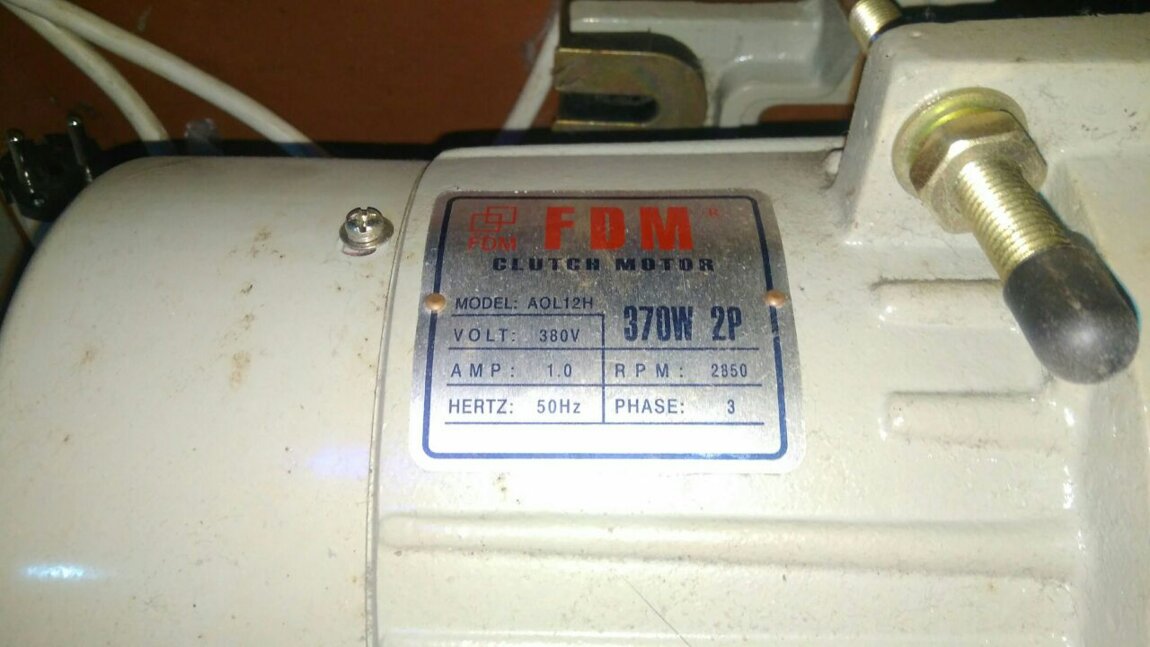 FDM FDM ®
CLUTCH MOTOR
MODEL: AOL12H
370W 2P
VOLT: 380V
AMP: 1.0 RPM: 2850
HERTZ: 50Hz PHASE: 3